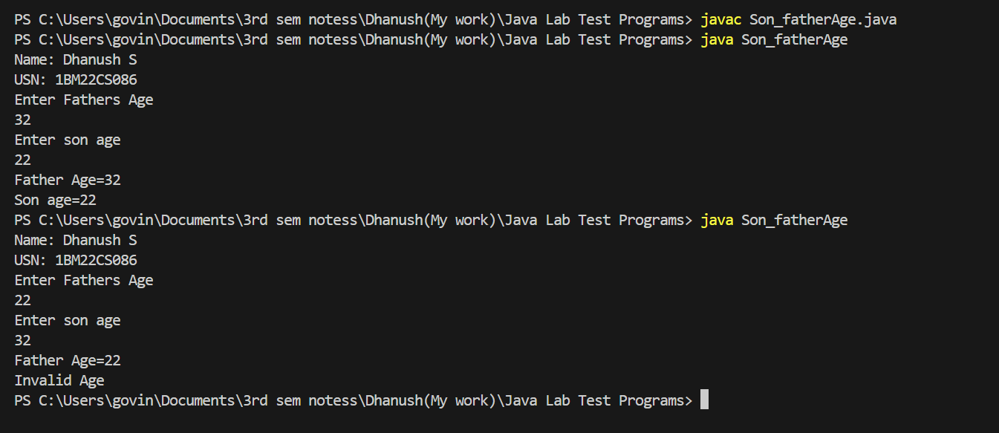 PS C:\Users\govin\Documents\3rd sem notess\Dhanush(My work)\Java Lab Test Programs> javac Son_fatherAge.java
PS C:\Users\govin\Documents\3rd sem notess\Dhanush(My work)\Java Lab Test Programs> java Son_fatherAge
Name: Dhanush S
USN: 1BM22CS086
Enter Fathers Age
32
Enter son age
22
Father Age=32
Son age=22
PS C:\Users\govin\Documents\3rd sem notess\Dhanush(My work)\Java Lab Test Programs> java Son_fatherAge
Name: Dhanush S
USN: 1BM22CS086
Enter Fathers Age
22
Enter son age
32
Father Age=22
Invalid Age
PS C:\Users\govin\Documents\3rd sem notess\Dhanush(My work)\Java Lab Test Programs>